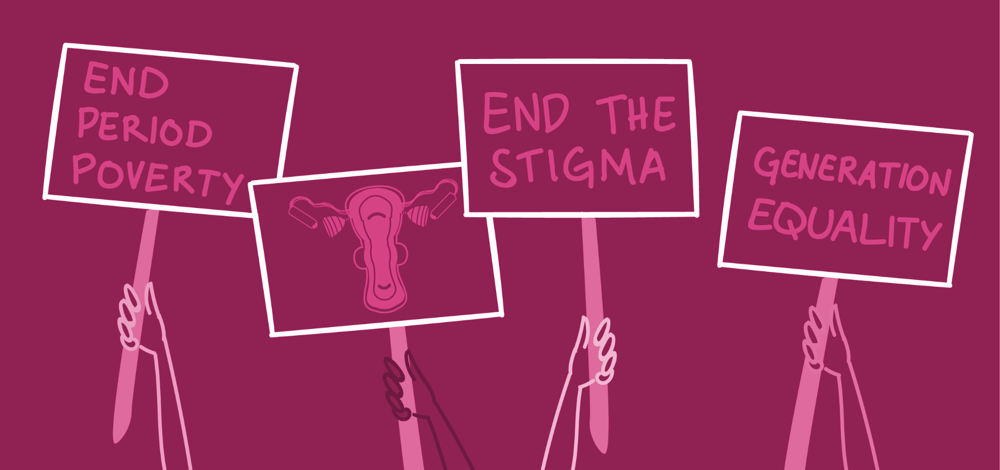 END
PERIOD
POVERTY
END THE
STIGMA
GENERATION
EQUALITY